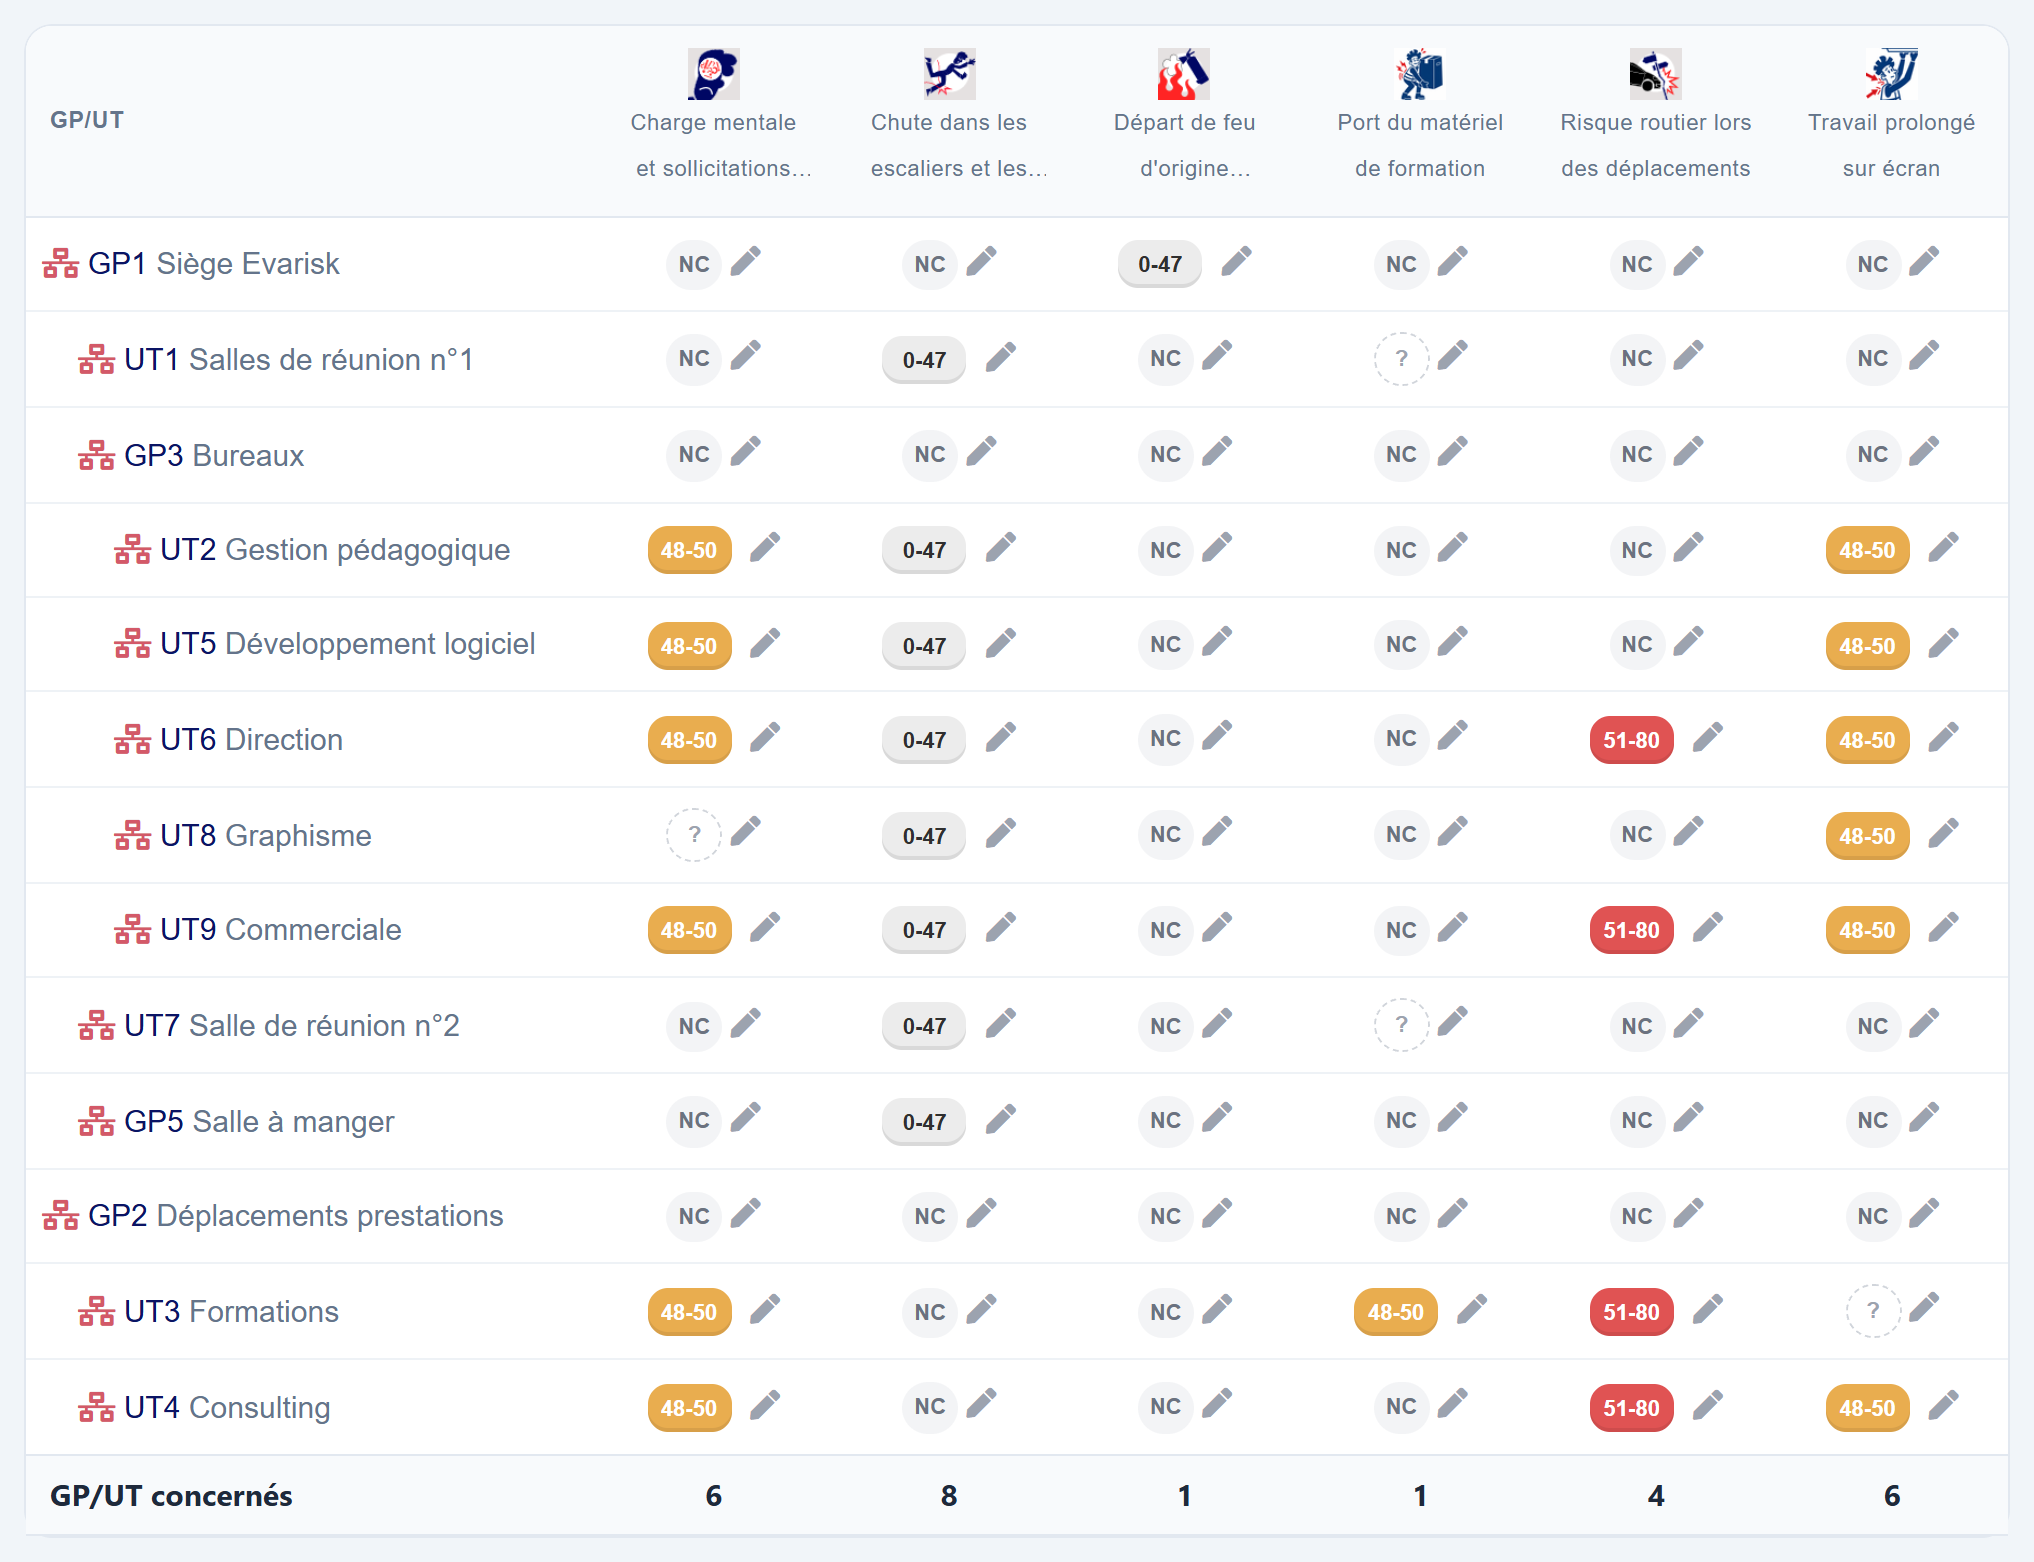 GP/UT
Charge mentale
et sollicitations...
Chute dans les
escaliers et les...
Départ de feu
d'origine...
Port du matériel
de formation
Risque routier lors
des déplacements
Travail prolongé
sur écran
GP1 Siège Evarisk NC NC 0-47 NC NC NC
UT1 Salles de réunion n°1 NC 0-47 NC ? NC NC
GP3 Bureaux NC NC NC NC NC NC
UT2 Gestion pédagogique 48-50 0-47 NC NC NC 48-50
UT5 Développement logiciel 48-50 0-47 NC NC NC 48-50
UT6 Direction 48-50 0-47 NC NC 51-80 48-50
UT8 Graphisme ? 0-47 NC NC NC 48-50
UT9 Commerciale 48-50 0-47 NC NC 51-80 48-50
UT7 Salle de réunion n°2 NC 0-47 NC ? NC NC
GP5 Salle à manger NC 0-47 NC NC NC NC
GP2 Déplacements prestations NC NC NC NC NC NC
UT3 Formations 48-50 NC NC 48-50 51-80 ?
UT4 Consulting 48-50 NC NC NC 51-80 48-50
GP/UT concernés 6 8 1 1 4 6